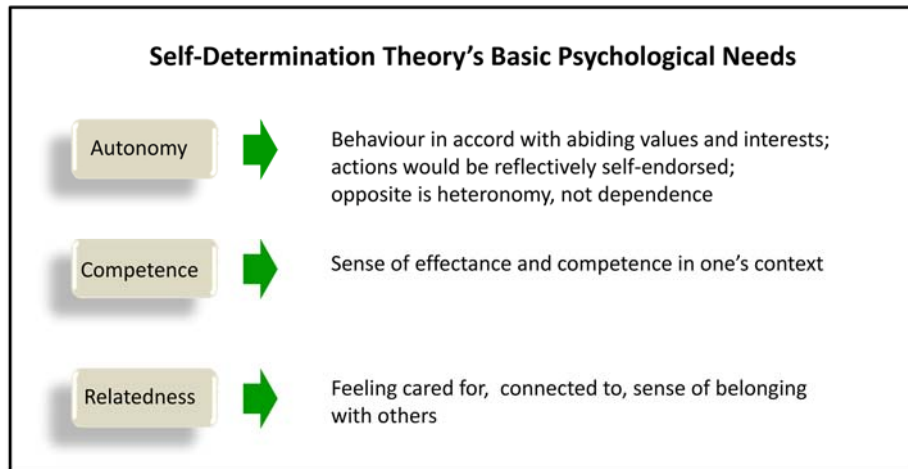 Self-Determination Theory’s Basic Psychological Needs
Autonomy
Behaviour in accord with abiding values and interests;
actions would be reflectively self-endorsed;
opposite is heteronomy, not dependence
Competence
Sense of effectance and competence in one’s context
Relatedness
Feeling cared for, connected to, sense of belonging
with others